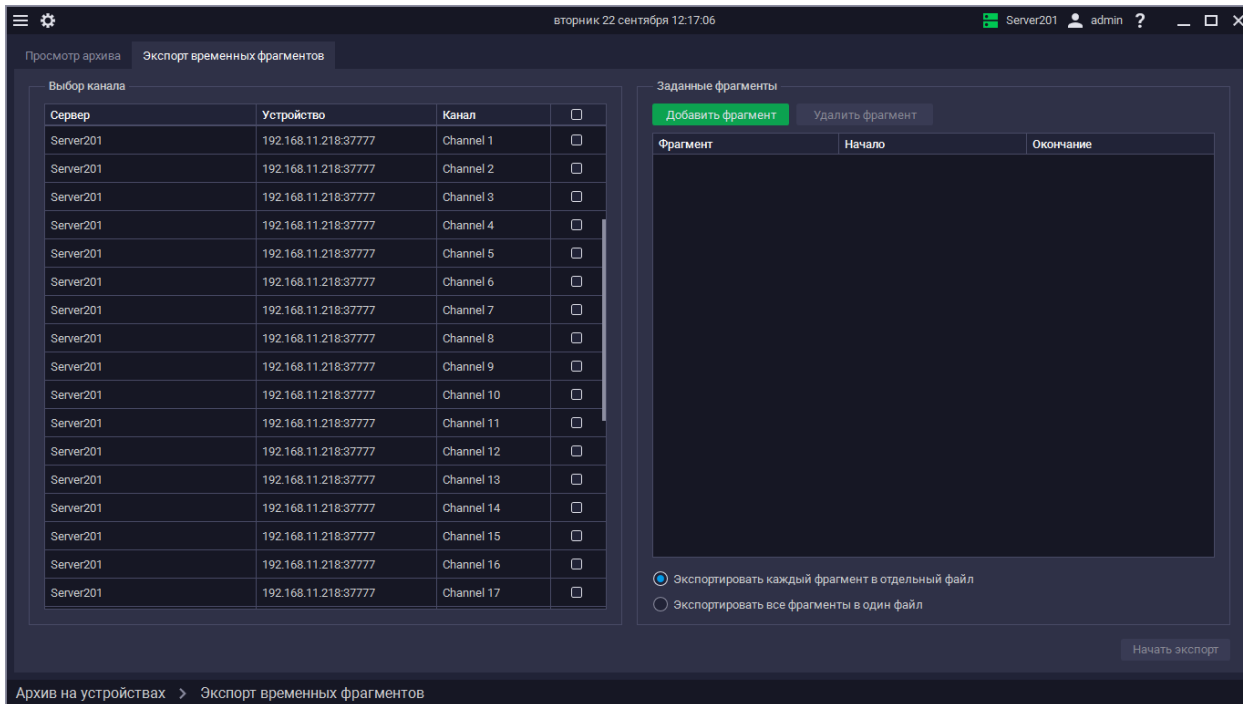 вторник 22 сентября 12:17:06 Server201 admin ?
Просмотр архива Экспорт временных фрагментов
Выбор канала
Сервер Устройство Канал
Server201 192.168.11.218:37777 Channel 1
Server201 192.168.11.218:37777 Channel 2
Server201 192.168.11.218:37777 Channel 3
Server201 192.168.11.218:37777 Channel 4
Server201 192.168.11.218:37777 Channel 5
Server201 192.168.11.218:37777 Channel 6
Server201 192.168.11.218:37777 Channel 7
Server201 192.168.11.218:37777 Channel 8
Server201 192.168.11.218:37777 Channel 9
Server201 192.168.11.218:37777 Channel 10
Server201 192.168.11.218:37777 Channel 11
Server201 192.168.11.218:37777 Channel 12
Server201 192.168.11.218:37777 Channel 13
Server201 192.168.11.218:37777 Channel 14
Server201 192.168.11.218:37777 Channel 15
Server201 192.168.11.218:37777 Channel 16
Server201 192.168.11.218:37777 Channel 17
Заданные фрагменты
Добавить фрагмент Удалить фрагмент
Фрагмент Начало Окончание
Экспортировать каждый фрагмент в отдельный файл
Экспортировать все фрагменты в один файл
Начать экспорт
Архив на устройствах > Экспорт временных фрагментов